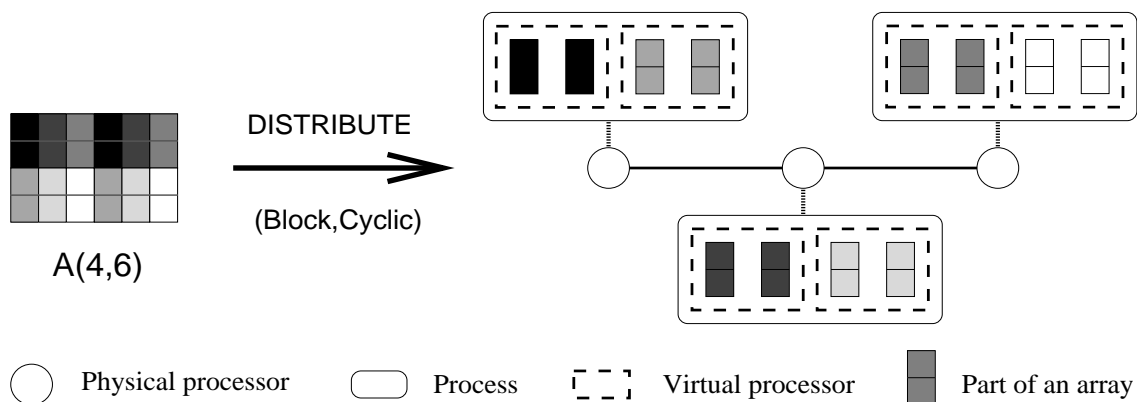 DISTRIBUTE
(Block,Cyclic)
A(4,6)
Physical processor
Process
Virtual processor
Part of an array